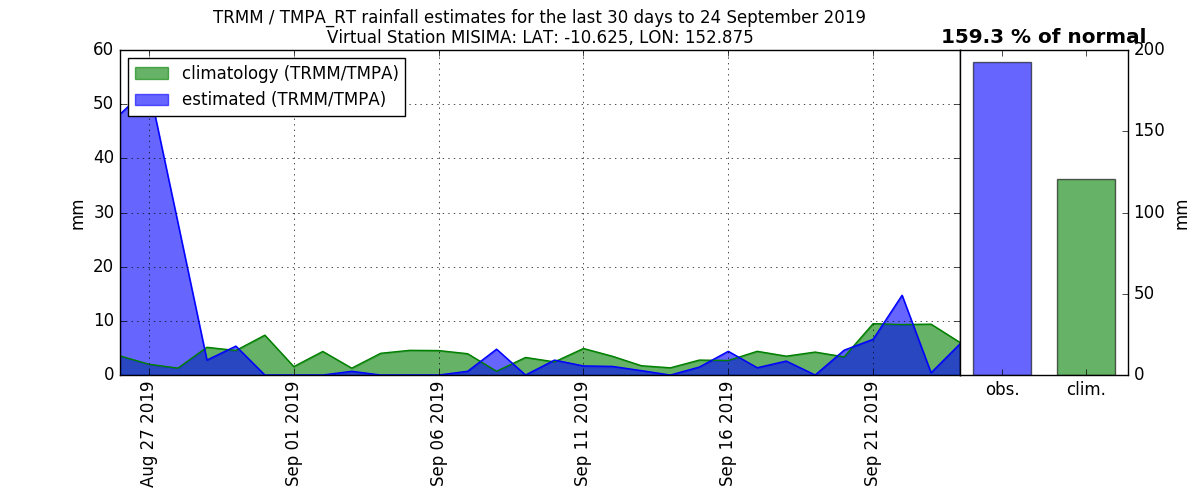 TRMM / TMPA_RT rainfall estimates for the last 30 days to 24 September 2019
Virtual Station MISIMA: LAT: -10.625, LON: 152.875
159.3 % of normal
climatology (TRMM/TMPA)
estimated (TRMM/TMPA)
60
50
40
30
20
10
0
mm
Aug 27 2019
Sep 01 2019
Sep 06 2019
Sep 11 2019
Sep 16 2019
Sep 21 2019
200
150
100
50
0
mm
obs.
clim.